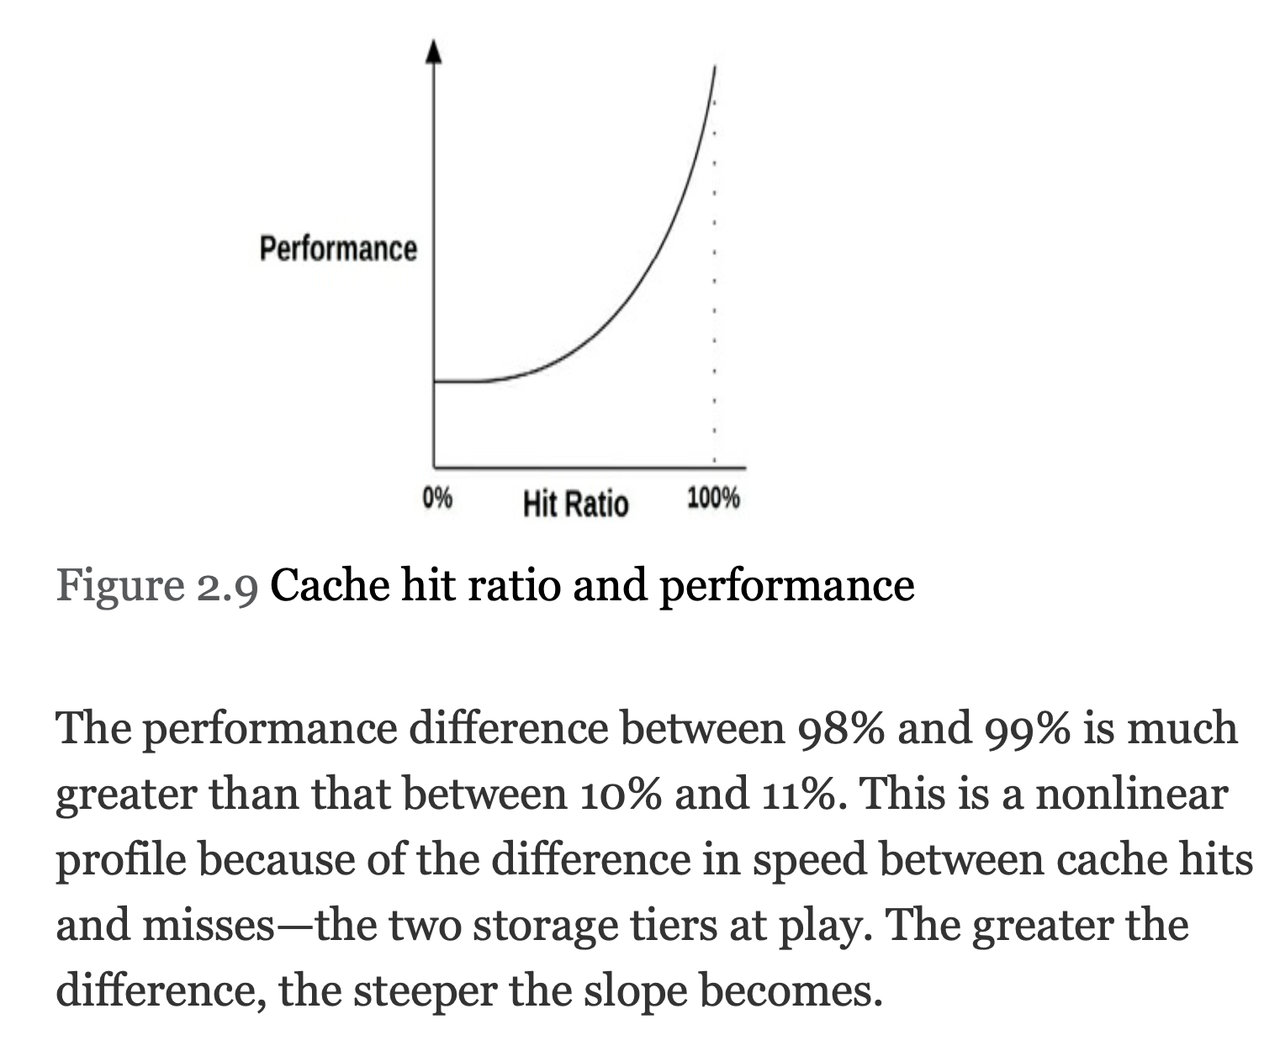 Performance
0%
Hit Ratio
100%
Figure 2.9 Cache hit ratio and performance
The performance difference between 98% and 99% is much
greater than that between 10% and 11%. This is a nonlinear
profile because of the difference in speed between cache hits
and misses—the two storage tiers at play. The greater the
difference, the steeper the slope becomes.